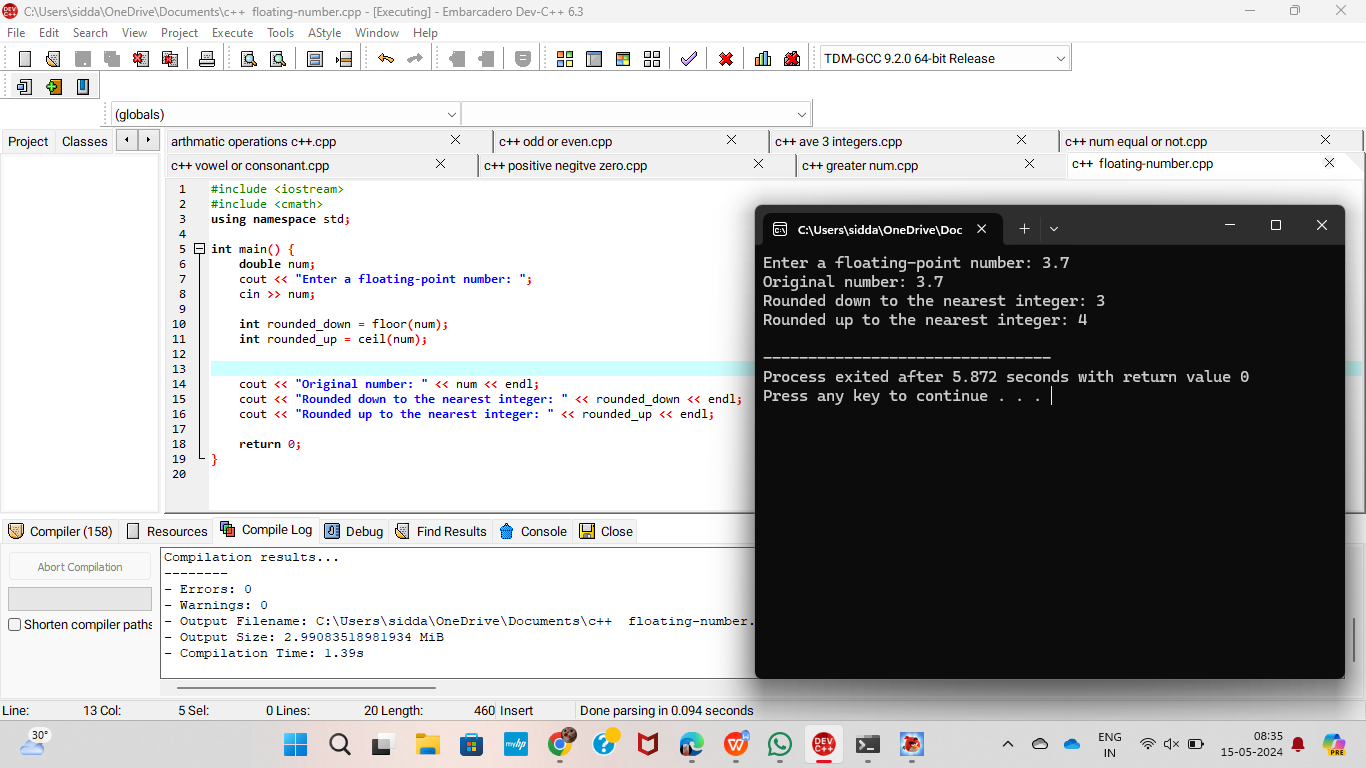 C:\Users\sidda\OneDrive\Documents\c++ floating-number.cpp - [Executing] - Embarcadero Dev-C++ 6.3
File Edit Search View Project Execute Tools AStyle Window Help
TDM-GCC 9.2.0 64-bit Release
(globals)
Project Classes
arthmatic operations c++.cpp c++ odd or even.cpp c++ ave 3 integers.cpp c++ num equal or not.cpp
c++ vowel or consonant.cpp c++ positive negitve zero.cpp c++ greater num.cpp c++ floating-number.cpp
1 #include <iostream>
2 #include <cmath>
3 using namespace std;
4
5 int main() {
6 double num;
7 cout << "Enter a floating-point number: ";
8 cin >> num;
9
10 int rounded_down = floor(num);
11 int rounded_up = ceil(num);
12
13
14 cout << "Original number: " << num << endl;
15 cout << "Rounded down to the nearest integer: " << rounded_down << endl;
16 cout << "Rounded up to the nearest integer: " << rounded_up << endl;
17
18 return 0;
19 }
20
C:\Users\sidda\OneDrive\Doc
Enter a floating-point number: 3.7
Original number: 3.7
Rounded down to the nearest integer: 3
Rounded up to the nearest integer: 4
--------------------------------
Process exited after 5.872 seconds with return value 0
Press any key to continue . . .
Compiler (158) Resources Compile Log Debug Find Results Console Close
Abort Compilation
Shorten compiler paths
Compilation results...
--------
- Errors: 0
- Warnings: 0
- Output Filename: C:\Users\sidda\OneDrive\Documents\c++ floating-number.
- Output Size: 2.99083518981934 MiB
- Compilation Time: 1.39s
Line: 13 Col: 5 Sel: 0 Lines: 20 Length: 460 Insert Done parsing in 0.094 seconds
30°
myhp
DEV C++
ENG
IN
08:35
15-05-2024
PRE